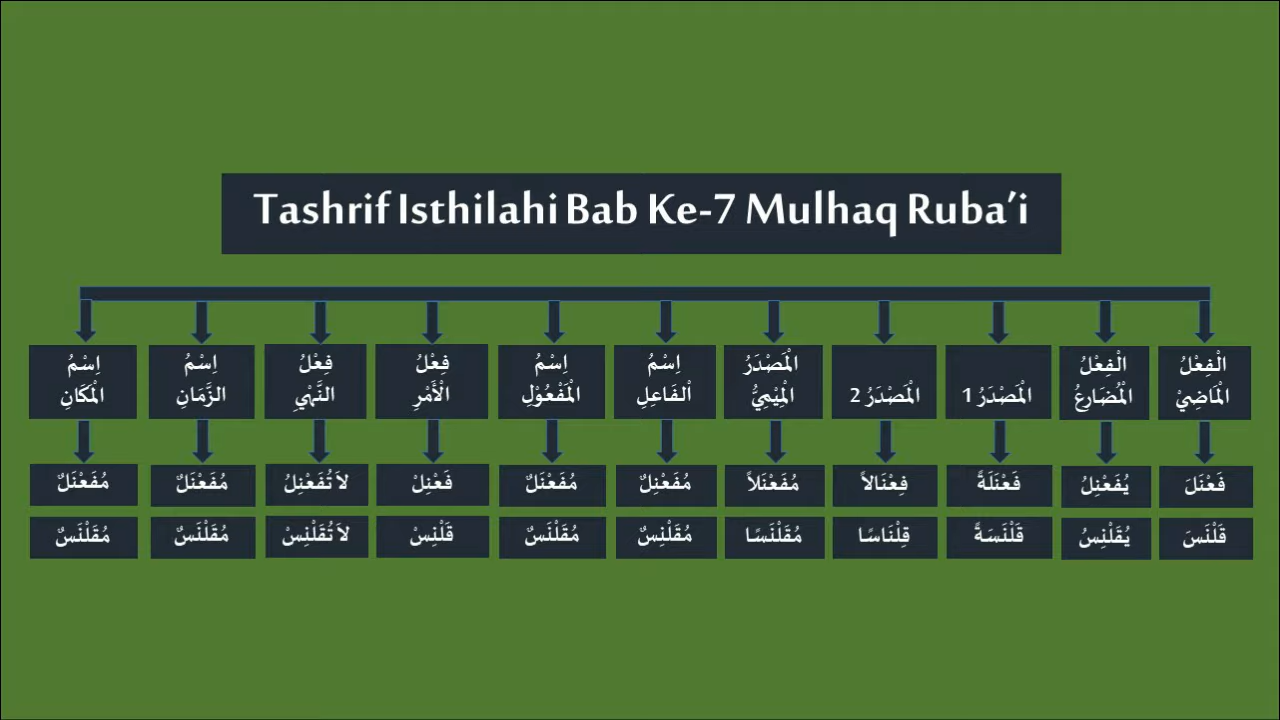 Tashrif Isthilahi Bab Ke-7 Mulhaq Ruba’i
الْفِعْلُ
الْمَاضِيْ
الْفِعْلُ
الْمُضَارِعُ
الْمَصْدَرُ 1
الْمَصْدَرُ 2
الْمَصْدَرُ
الْمِيْمِيُّ
اِسْمُ
اْلفَاعِلِ
اِسْمُ
الْمَفْعُوْلِ
فِعْلُ
الْأَمْرِ
فِعْلُ
النَّهْيِ
اِسْمُ
الزَّمَانِ
اِسْمُ
الْمَكَانِ
فَعْنَلَ
يُفَعْنِلُ
فَعْنَلَةً
فِعْنَالاً
مُفَعْنَلاً
مُفَعْنِلٌ
مُفَعْنَلٌ
فَعْنِلْ
لاَ تُفَعْنِلُ
مُفَعْنَلٌ
مُفَعْنَلٌ
قَلْنَسَ
يُقَلْنِسُ
قَلْنَسَةً
قِلْنَاسًا
مُقَلْنَسًا
مُقَلْنِسٌ
مُقَلْنَسٌ
قَلْنِسْ
لاَ تُقَلْنِسْ
مُقَلْنَسٌ
مُقَلْنَسٌ